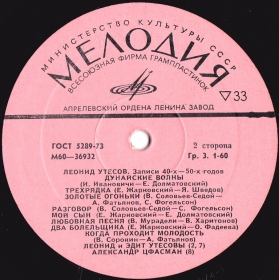 МИНИСТЕРСТВО КУЛЬТУРЫ СССР
МЕЛОДИЯ
ВСЕСОЮЗНАЯ ФИРМА ГРАМПЛАСТИНОК
33
АПРЕЛЕВСКИЙ ОРДЕНА ЛЕНИНА ЗАВОД
ГОСТ 5289-73
2 сторона
М60—36932
Гр. 3. 1-60
ЛЕОНИД УТЕСОВ. Записи 40-х—50-х годов
ДУНАЙСКИЕ ВОЛНЫ
(И. Иванович—Е. Долматовский)
ТРЕХРЯДКА (Е. Жарковский—Я. Шведов)
ЗОЛОТЫЕ ОГОНЬКИ (В. Соловьев-Седой—
А. Фатьянов, С. Фогельсон)
РАЗГОВОР (В. Соловьев-Седой—С. Фогельсон)
МОЙ СЫН (Е. Жарковский—Е. Долматовский)
ЛЮБОВНАЯ ПЕСНЯ (В. Мурадели—В. Харитонов)
ДВА БОЛЕЛЬЩИКА (Е. Жарковский—О. Фадеева)
КОГДА ПРОХОДИТ МОЛОДОСТЬ
(В. Сорокин—А. Фатьянов)
ЛЕОНИД и ЭДИТ УТЕСОВЫ (2, 7)
АЛЕКСАНДР ЦФАСМАН (8)